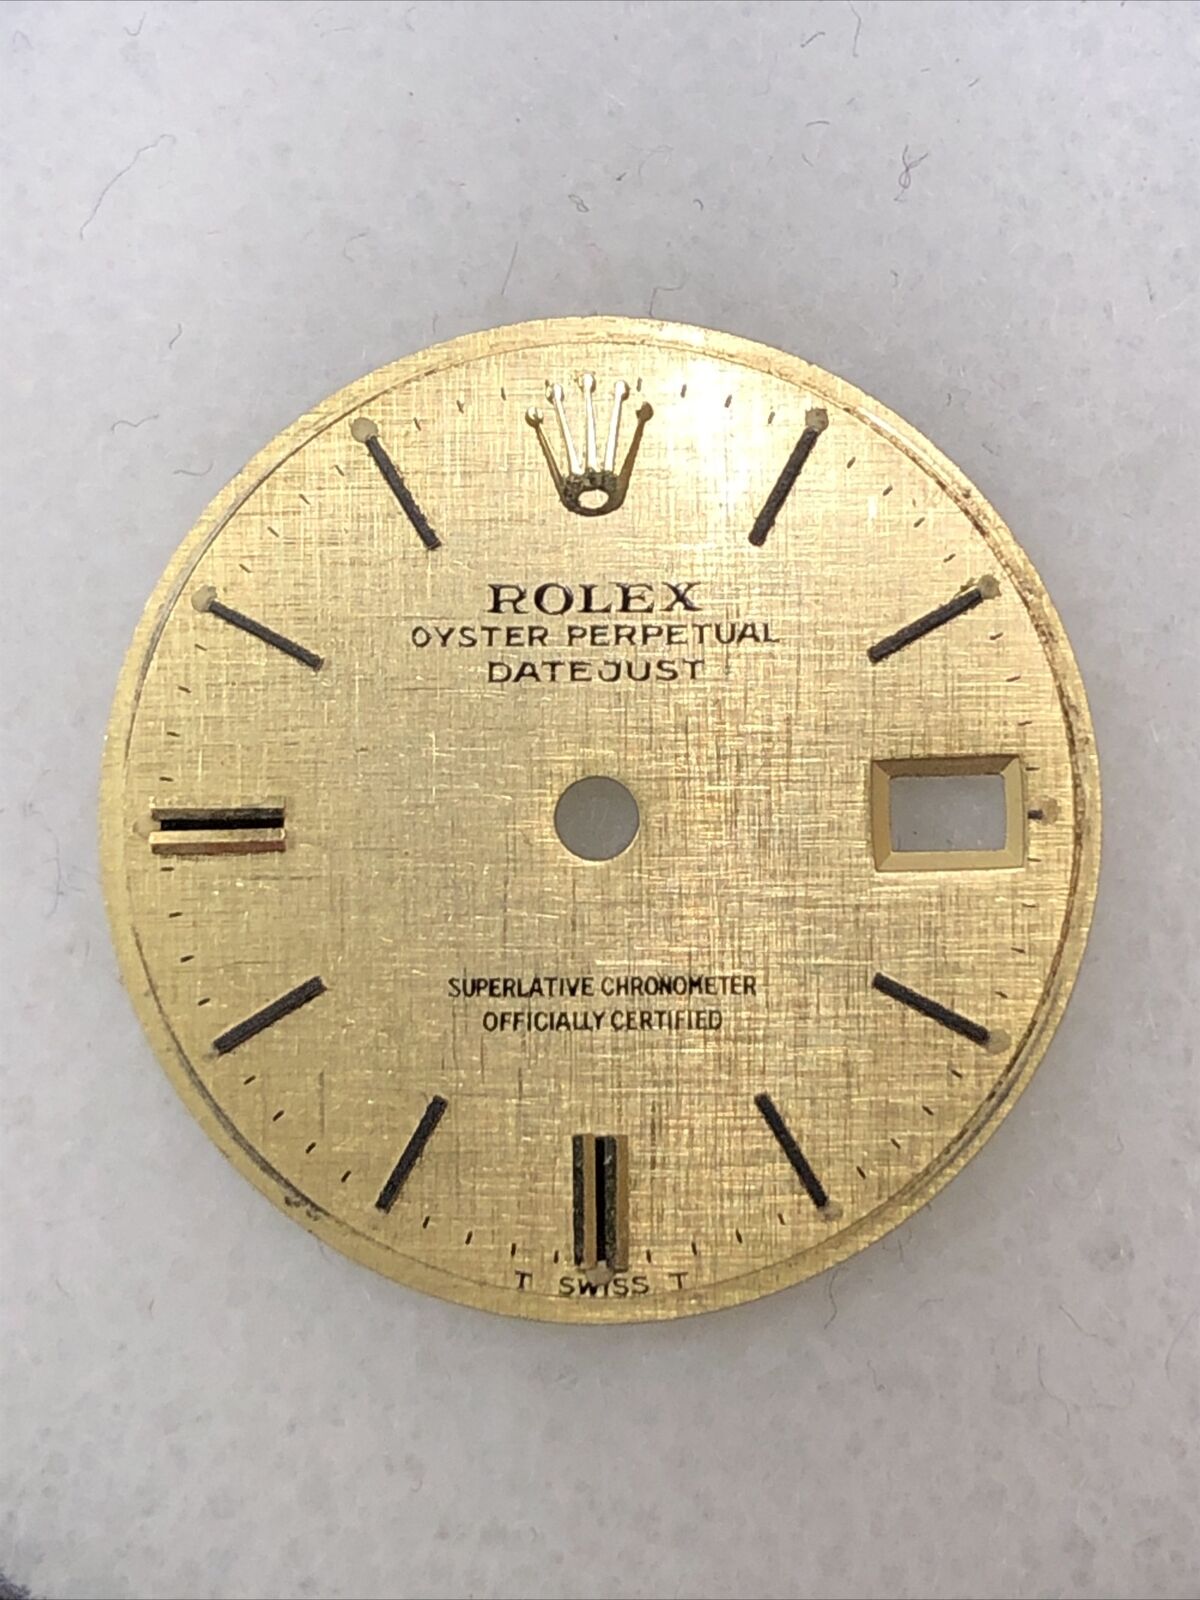 ROLEX
OYSTER PERPETUAL
DATEJUST
SUPERLATIVE CHRONOMETER
OFFICIALLY CERTIFIED
T SWISS T